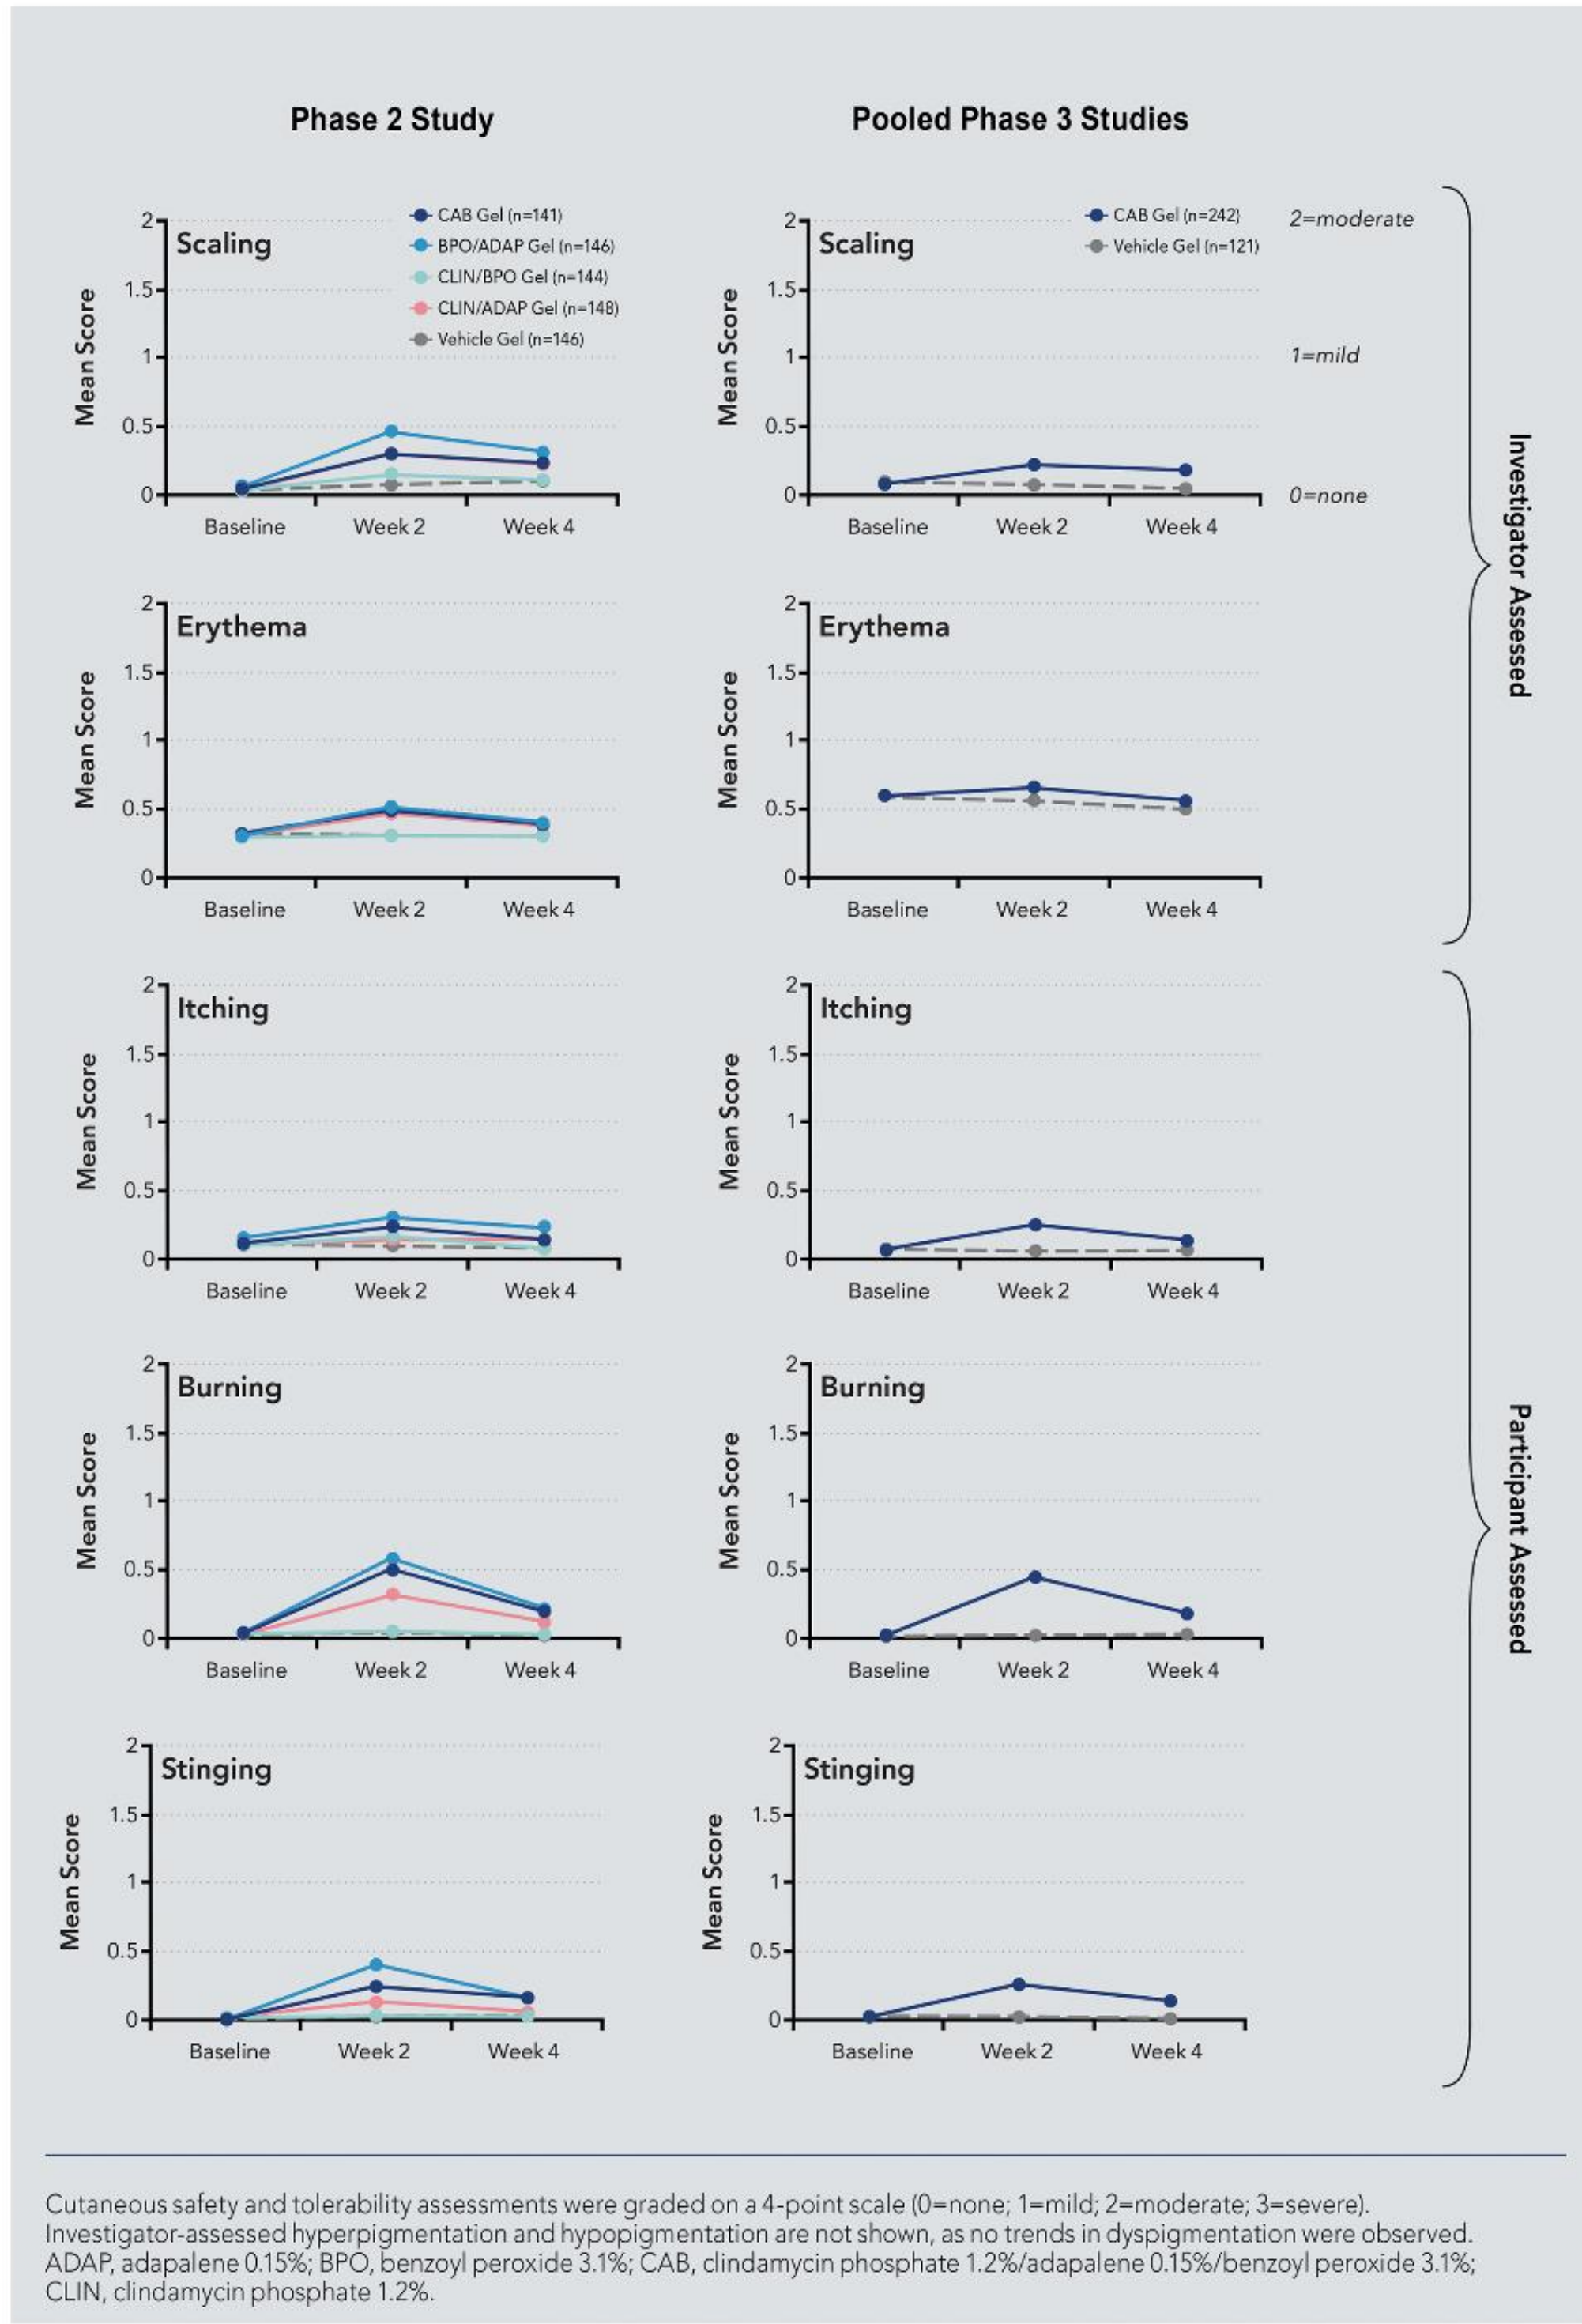 Phase 2 Study
Pooled Phase 3 Studies
Scaling
CAB Gel (n=141)
BPO/ADAP Gel (n=146)
CLIN/BPO Gel (n=144)
CLIN/ADAP Gel (n=148)
Vehicle Gel (n=146)
Mean Score
2
1.5
1
0.5
0
Baseline
Week 2
Week 4
Scaling
CAB Gel (n=242)
Vehicle Gel (n=121)
Mean Score
2
1.5
1
0.5
0
Baseline
Week 2
Week 4
2=moderate
1=mild
0=none
Erythema
Mean Score
2
1.5
1
0.5
0
Baseline
Week 2
Week 4
Erythema
Mean Score
2
1.5
1
0.5
0
Baseline
Week 2
Week 4
Investigator Assessed
Itching
Mean Score
2
1.5
1
0.5
0
Baseline
Week 2
Week 4
Itching
Mean Score
2
1.5
1
0.5
0
Baseline
Week 2
Week 4
Burning
Mean Score
2
1.5
1
0.5
0
Baseline
Week 2
Week 4
Burning
Mean Score
2
1.5
1
0.5
0
Baseline
Week 2
Week 4
Stinging
Mean Score
2
1.5
1
0.5
0
Baseline
Week 2
Week 4
Stinging
Mean Score
2
1.5
1
0.5
0
Baseline
Week 2
Week 4
Participant Assessed
Cutaneous safety and tolerability assessments were graded on a 4-point scale (0=none; 1=mild; 2=moderate; 3=severe).
Investigator-assessed hyperpigmentation and hypopigmentation are not shown, as no trends in dyspigmentation were observed.
ADAP, adapalene 0.15%; BPO, benzoyl peroxide 3.1%; CAB, clindamycin phosphate 1.2%/adapalene 0.15%/benzoyl peroxide 3.1%;
CLIN, clindamycin phosphate 1.2%.